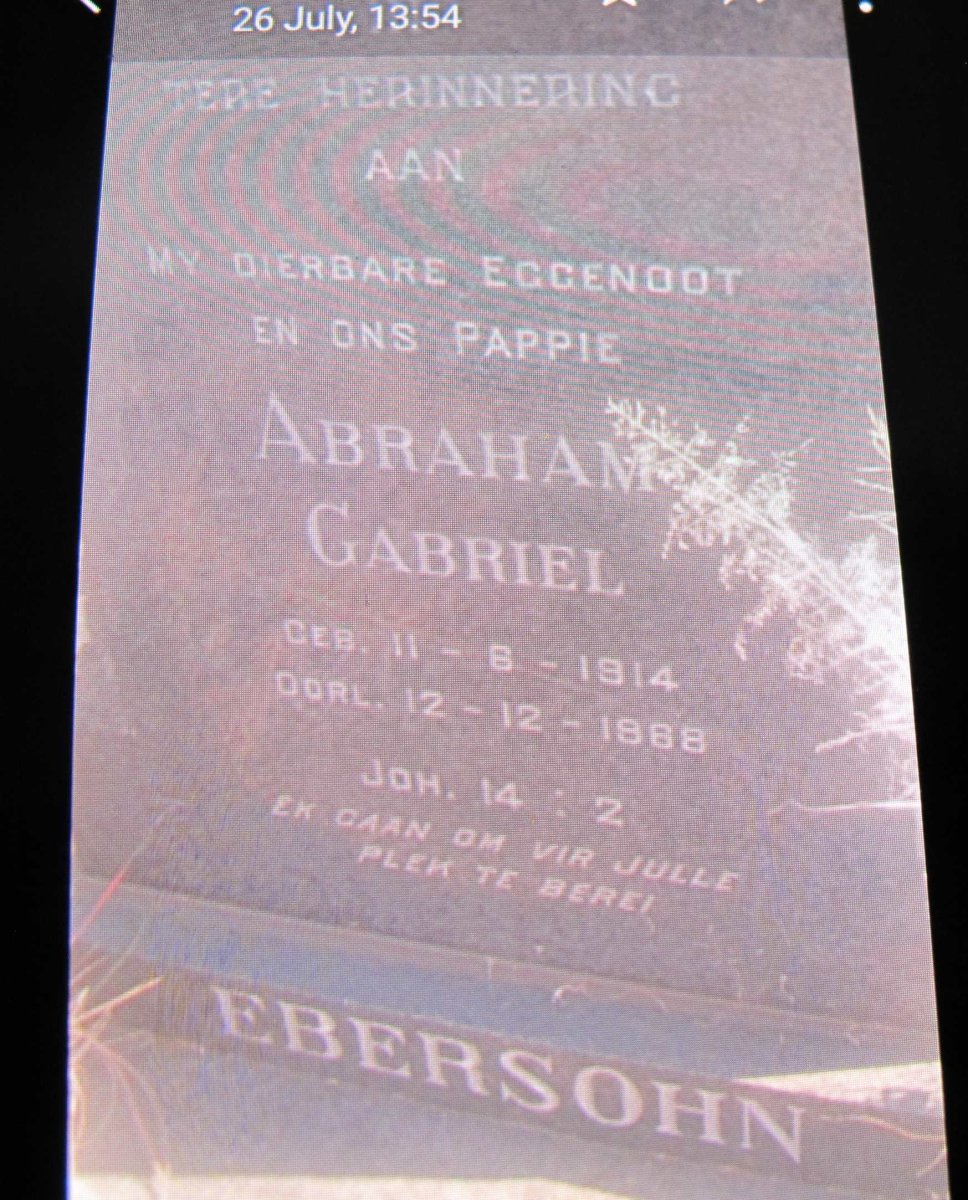 26 July, 13:54
TERE HERINNERING
AAN
MY DIERBARE EGGENOOT
EN ONS PAPPIE
ABRAHAM
GABRIEL
GEB. 11 - 6 - 1914
OORL. 12 - 12 - 1988
JOH. 14 : 2
EK GAAN OM VIR JULLE
PLEK TE BEREI
EBERSOHN